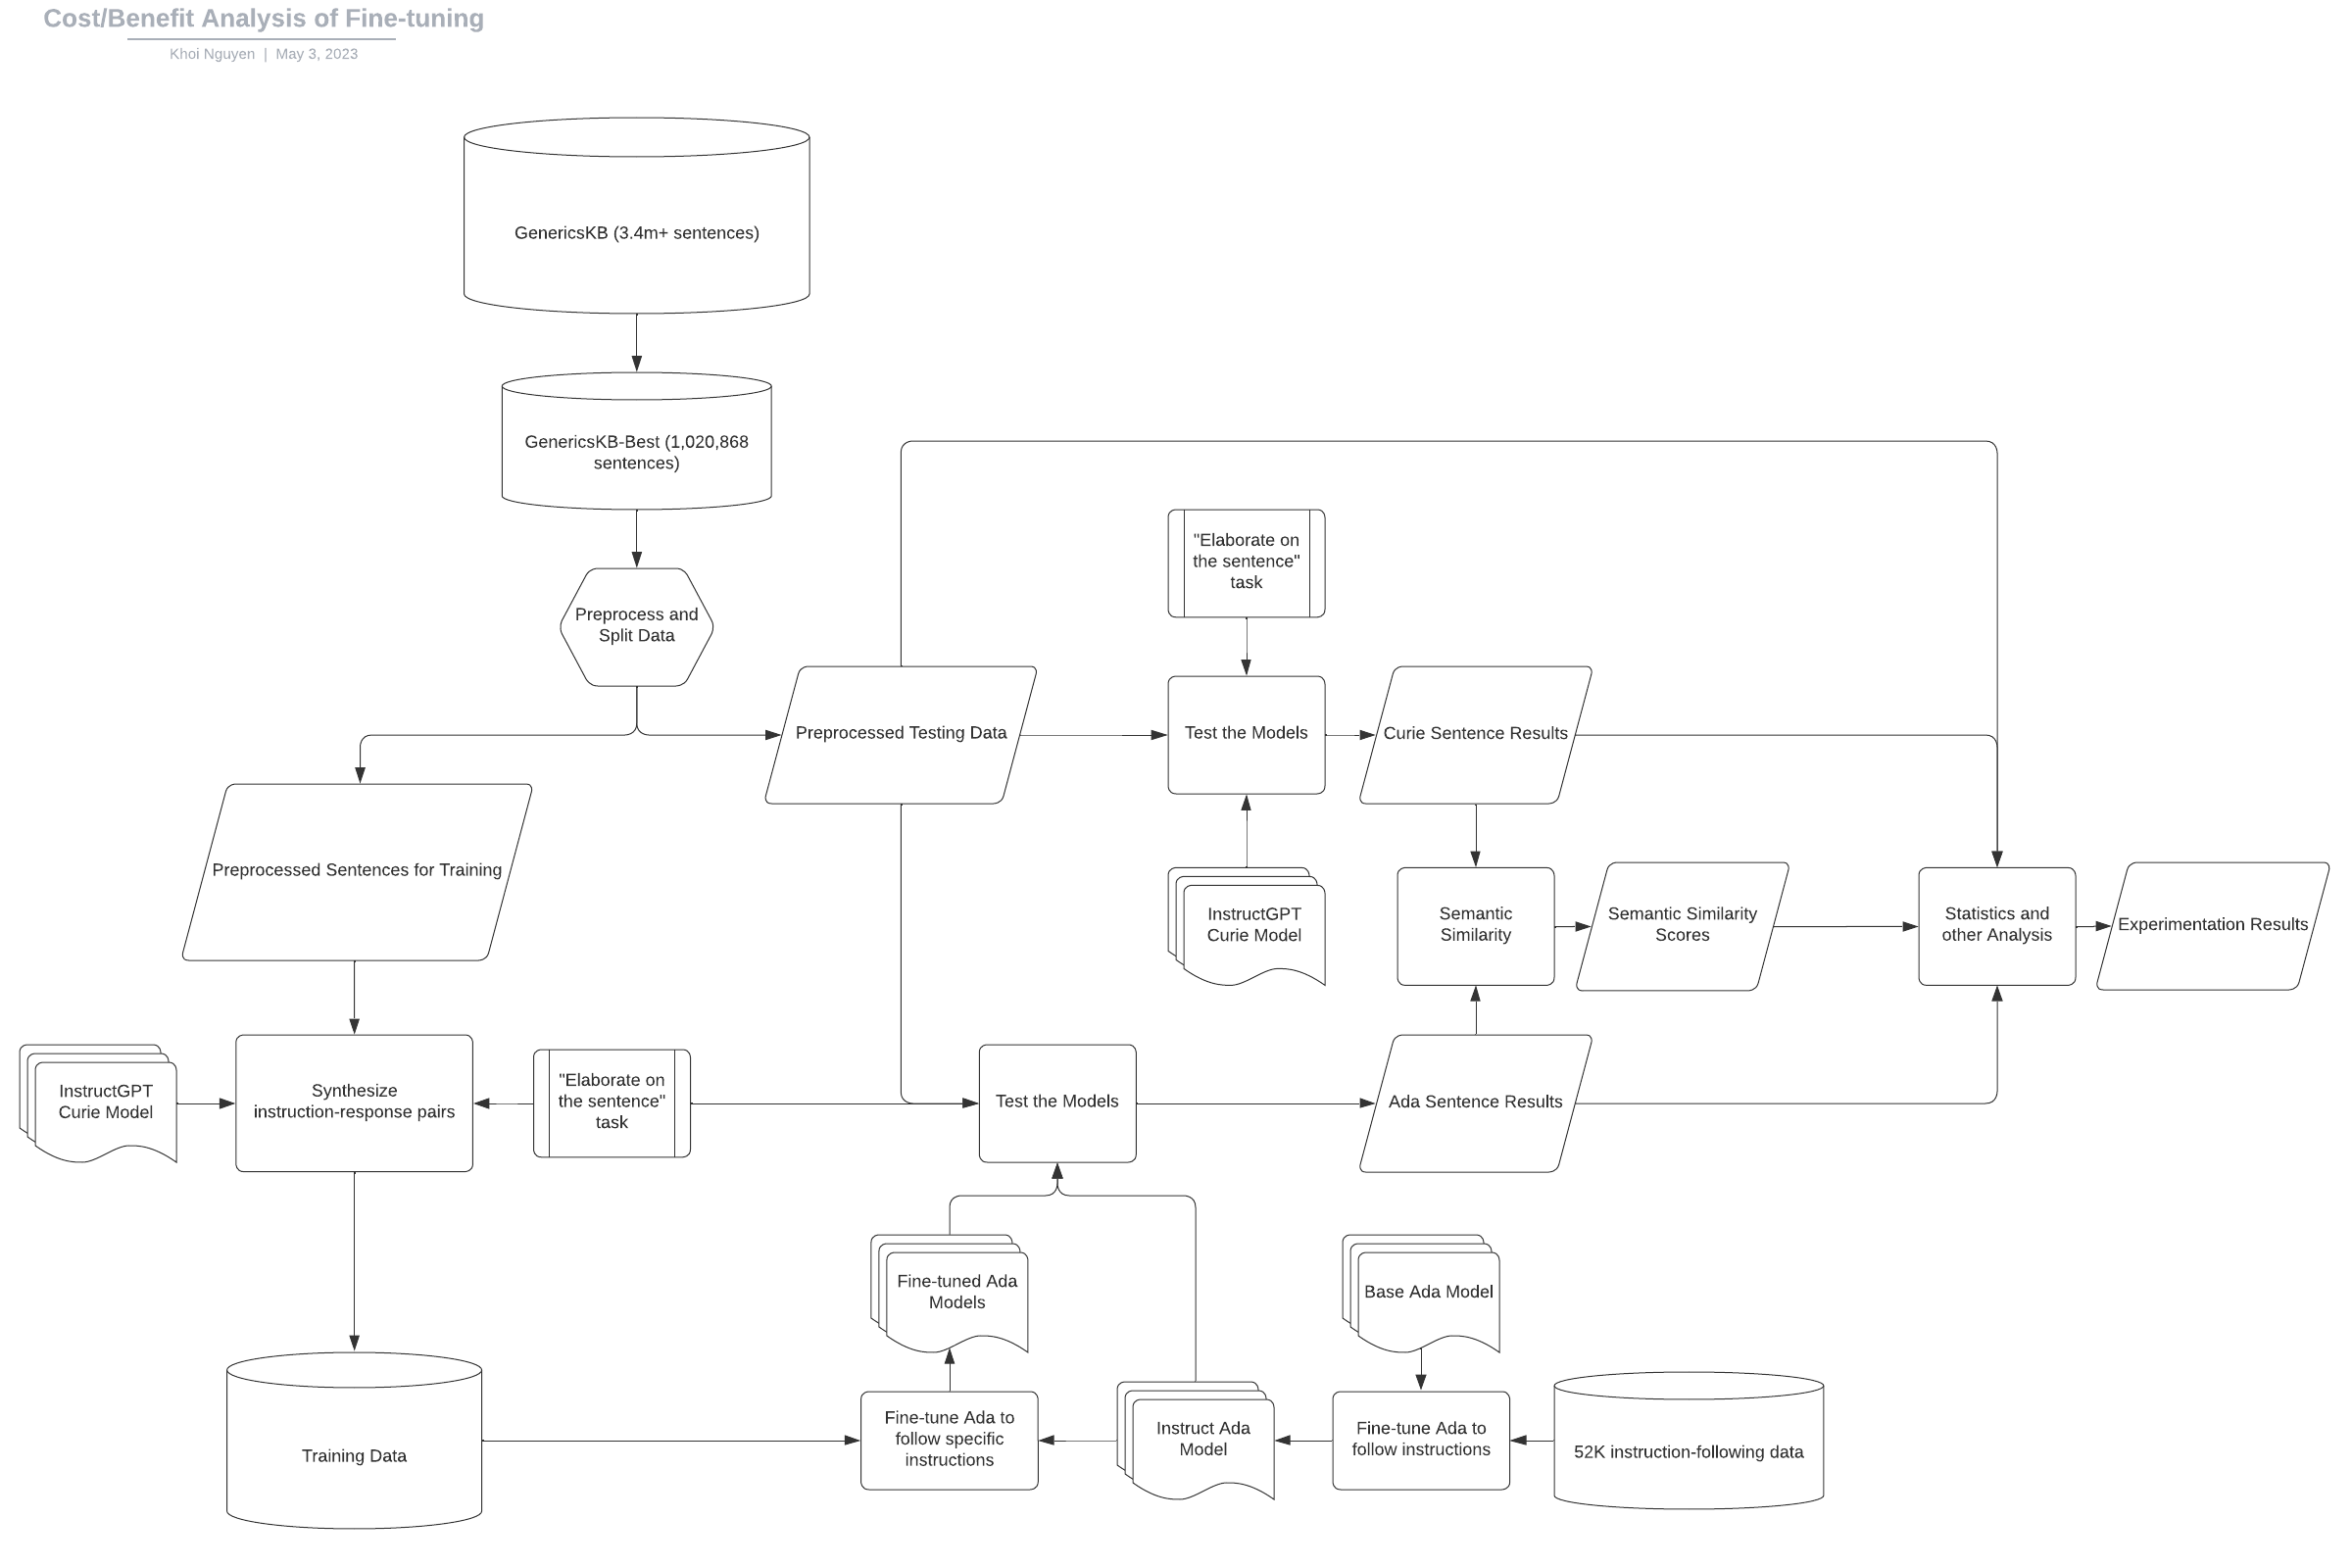 Cost/Benefit Analysis of Fine-tuning
Khoi Nguyen | May 3, 2023
GenericsKB (3.4m+ sentences)
GenericsKB-Best (1,020,868
sentences)
Preprocess and
Split Data
"Elaborate on
the sentence"
task
Preprocessed Testing Data
Test the Models
Curie Sentence Results
Preprocessed Sentences for Training
InstructGPT
Curie Model
Semantic
Similarity
Semantic Similarity
Scores
Statistics and
other Analysis
Experimentation Results
InstructGPT
Curie Model
Synthesize
instruction-response pairs
"Elaborate on
the sentence"
task
Test the Models
Ada Sentence Results
Fine-tuned Ada
Models
Base Ada Model
Training Data
Fine-tune Ada to
follow specific
instructions
Instruct Ada
Model
Fine-tune Ada to
follow instructions
52K instruction-following data